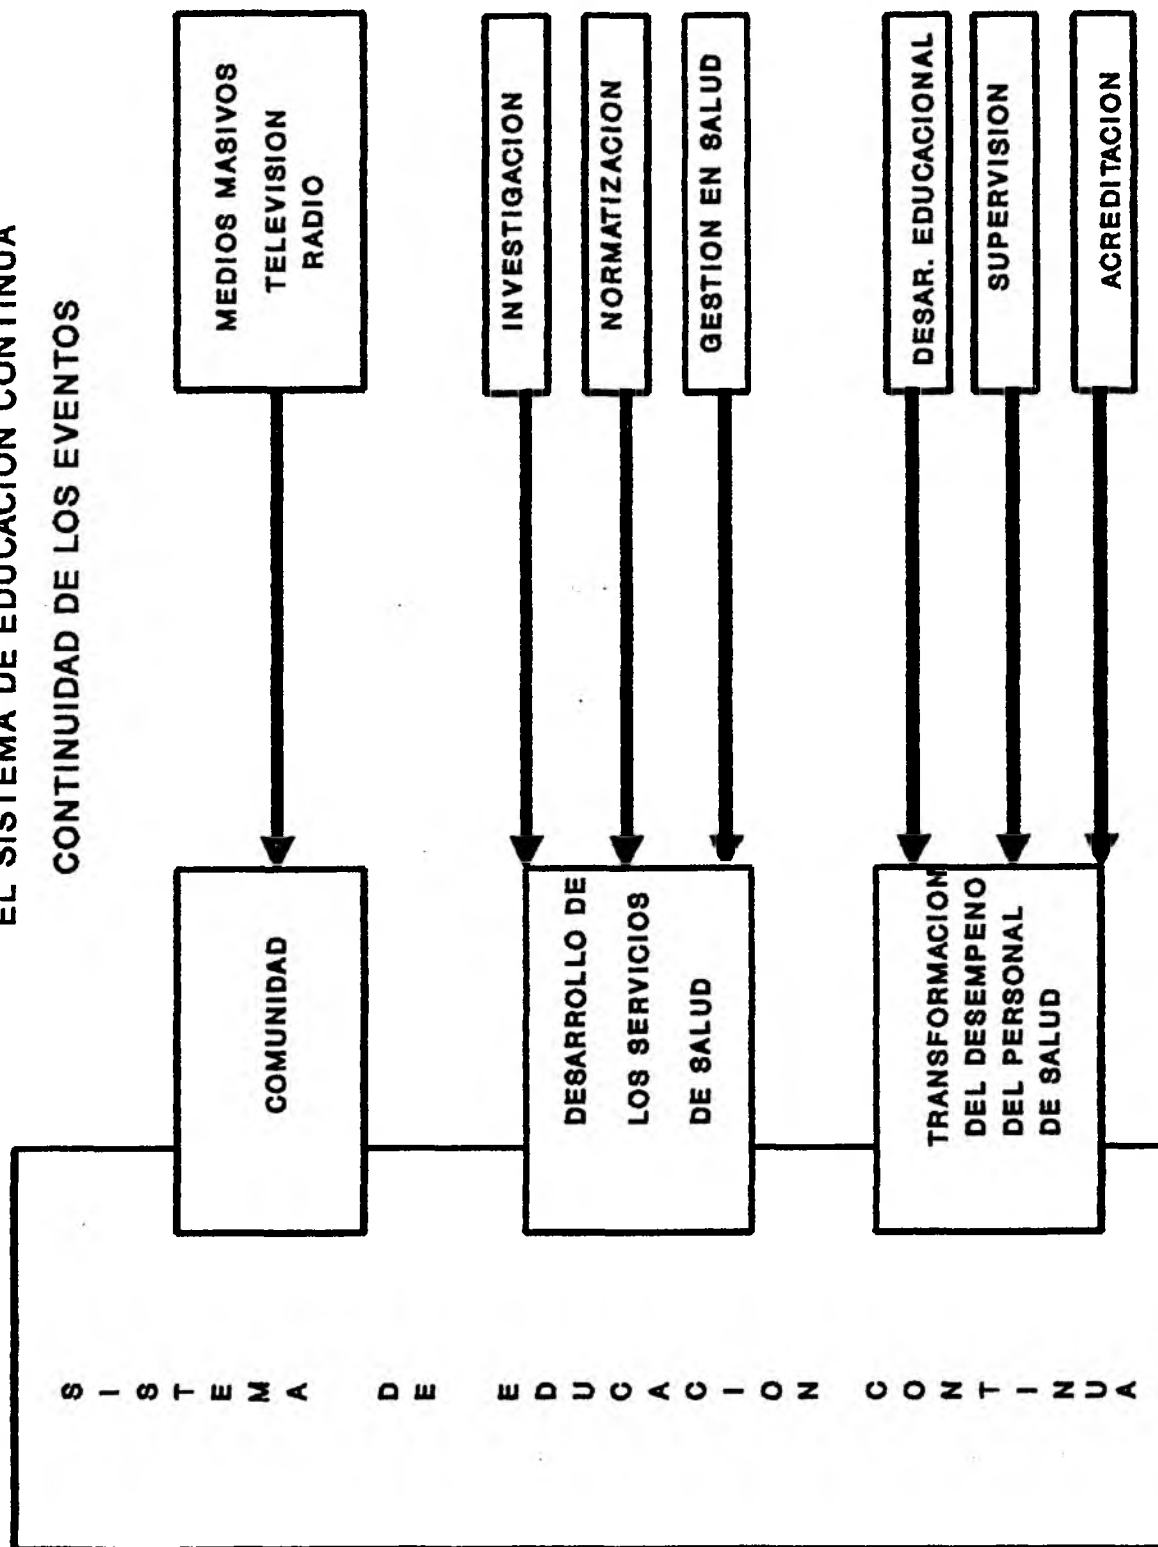 EL SISTEMA DE EDUCACION CONTINUA
CONTINUIDAD DE LOS EVENTOS
SISTEMA DE EDUCACION CONTINUA
COMUNIDAD
MEDIOS MASIVOS
TELEVISION
RADIO
DESARROLLO DE
LOS SERVICIOS
DE SALUD
INVESTIGACION
NORMATIZACION
GESTION EN SALUD
TRANSFORMACION
DEL DESEMPENO
DEL PERSONAL
DE SALUD
DESAR. EDUCACIONAL
SUPERVISION
ACREDITACION